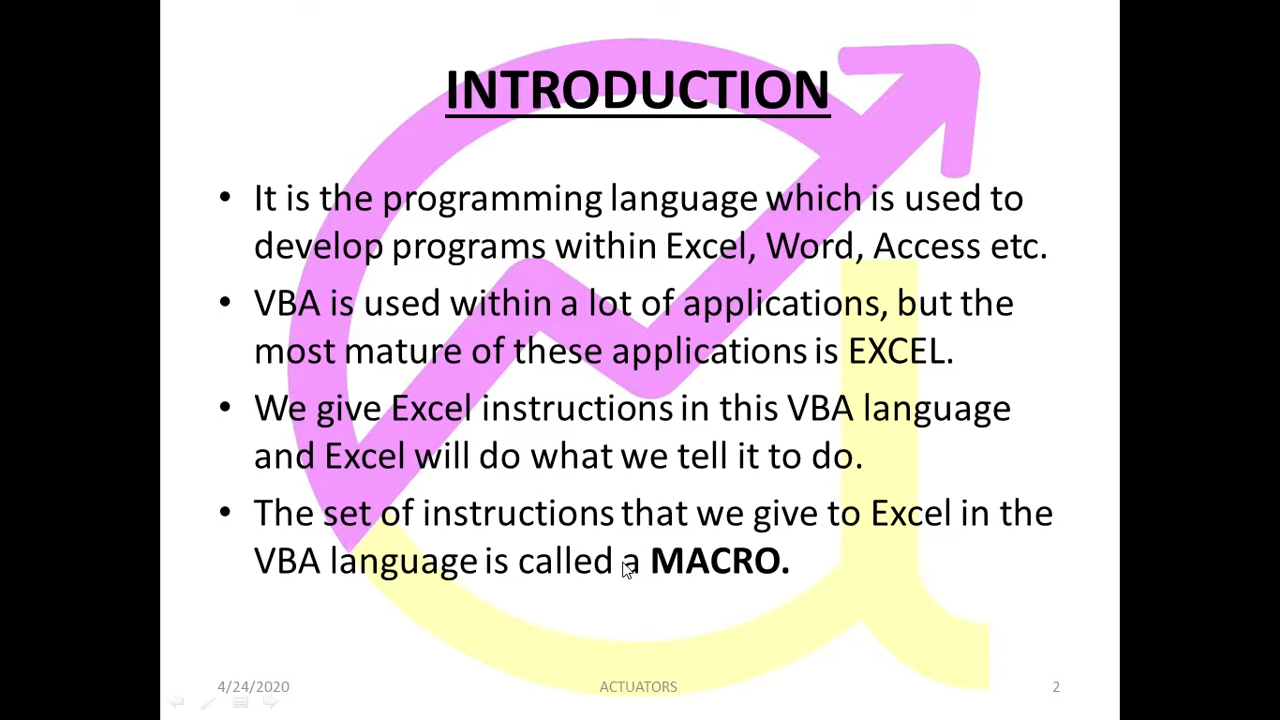 INTRODUCTION
• It is the programming language which is used to
develop programs within Excel, Word, Access etc.
• VBA is used within a lot of applications, but the
most mature of these applications is EXCEL.
• We give Excel instructions in this VBA language
and Excel will do what we tell it to do.
• The set of instructions that we give to Excel in the
VBA language is called a MACRO.
4/24/2020 ACTUATORS 2